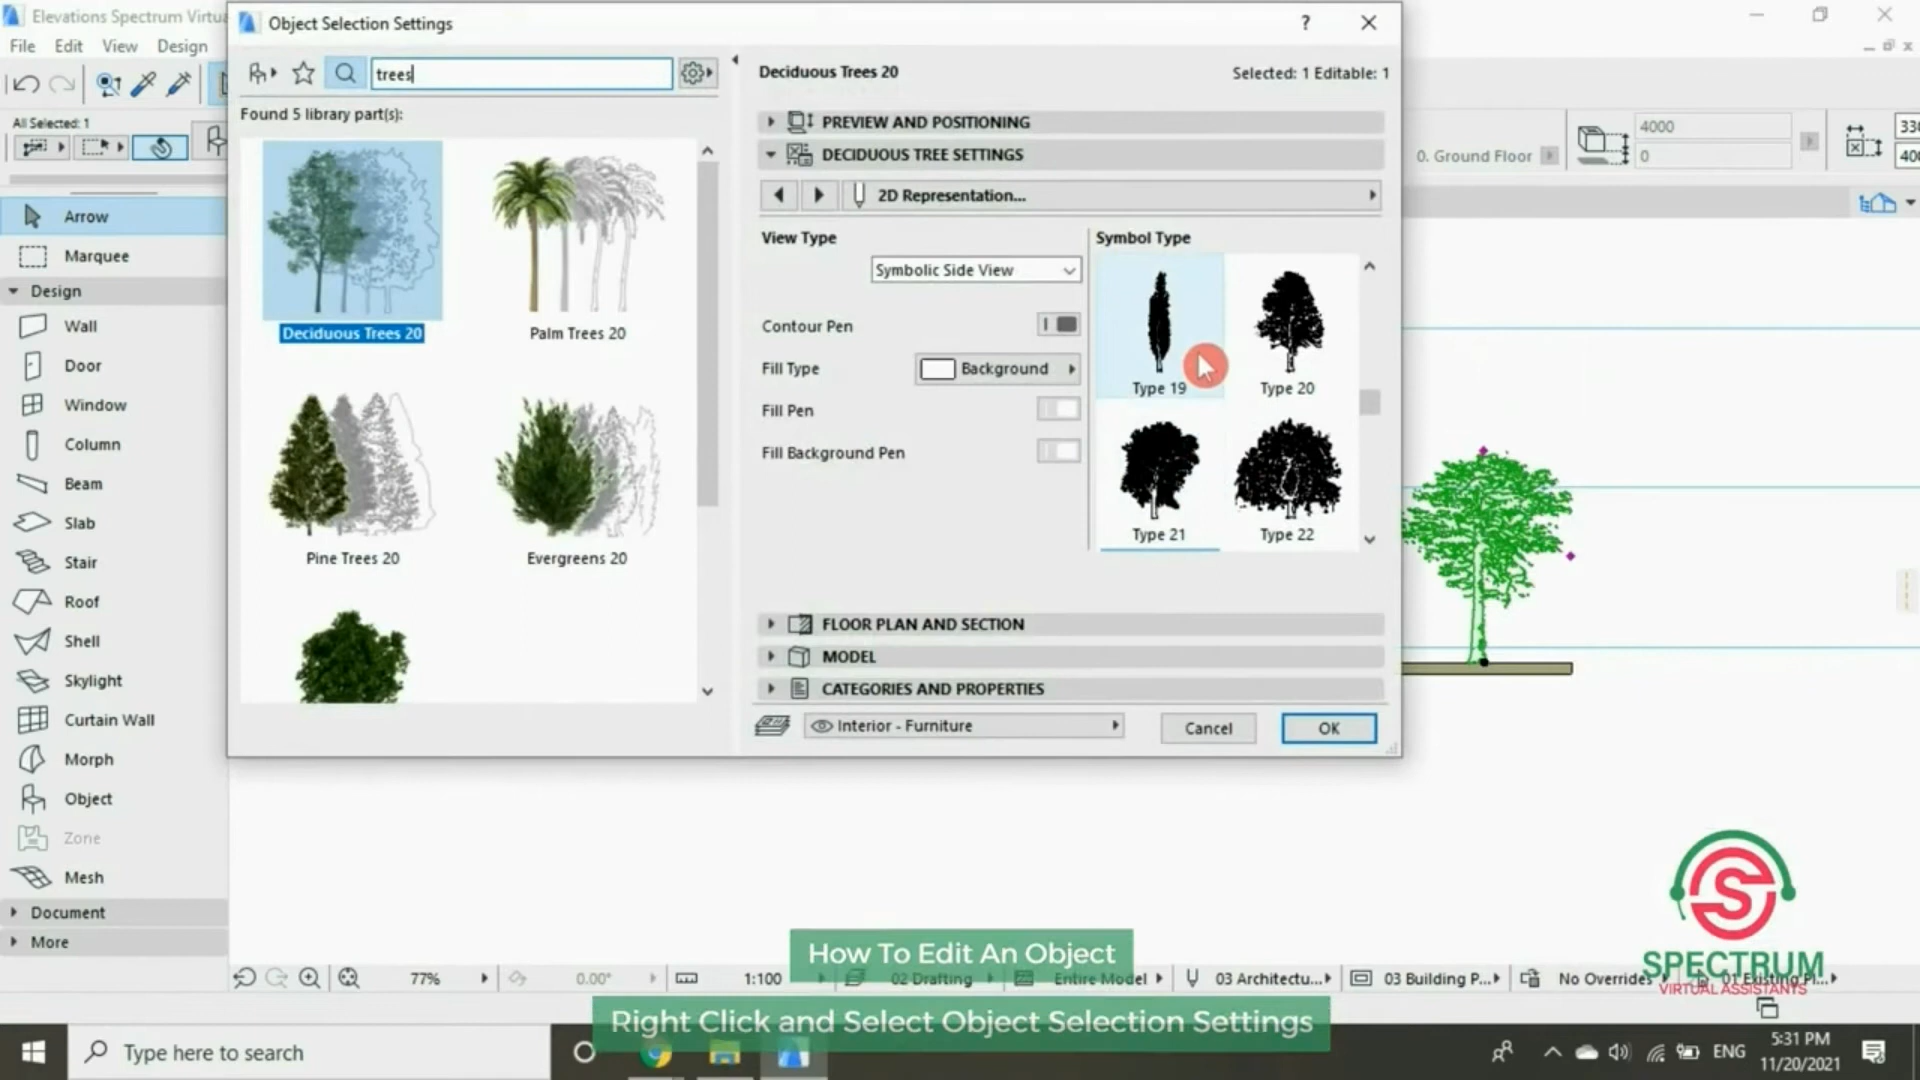 Elevations Spectrum Virtua
File Edit View Design
All Selected: 1
Arrow
Marquee
Design
Wall
Door
Window
Column
Beam
Slab
Stair
Roof
Shell
Skylight
Curtain Wall
Morph
Object
Zone
Mesh
Document
More
Object Selection Settings
?
trees
Found 5 library part(s):
Deciduous Trees 20
Palm Trees 20
Pine Trees 20
Evergreens 20
Deciduous Trees 20
Selected: 1 Editable: 1
PREVIEW AND POSITIONING
DECIDUOUS TREE SETTINGS
2D Representation...
View Type
Symbolic Side View
Contour Pen
Fill Type
Background
Fill Pen
Fill Background Pen
Symbol Type
Type 19
Type 20
Type 21
Type 22
FLOOR PLAN AND SECTION
MODEL
CATEGORIES AND PROPERTIES
Interior - Furniture
Cancel
OK
0. Ground Floor
4000
0
330
400
77%
0.00°
1:100
02 Drafting
Entire Model
03 Architectu...
03 Building P...
No Overrides
01 Existing Pl...
How To Edit An Object
Right Click and Select Object Selection Settings
S
SPECTRUM
VIRTUAL ASSISTANTS
Type here to search
ENG
5:31 PM
11/20/2021